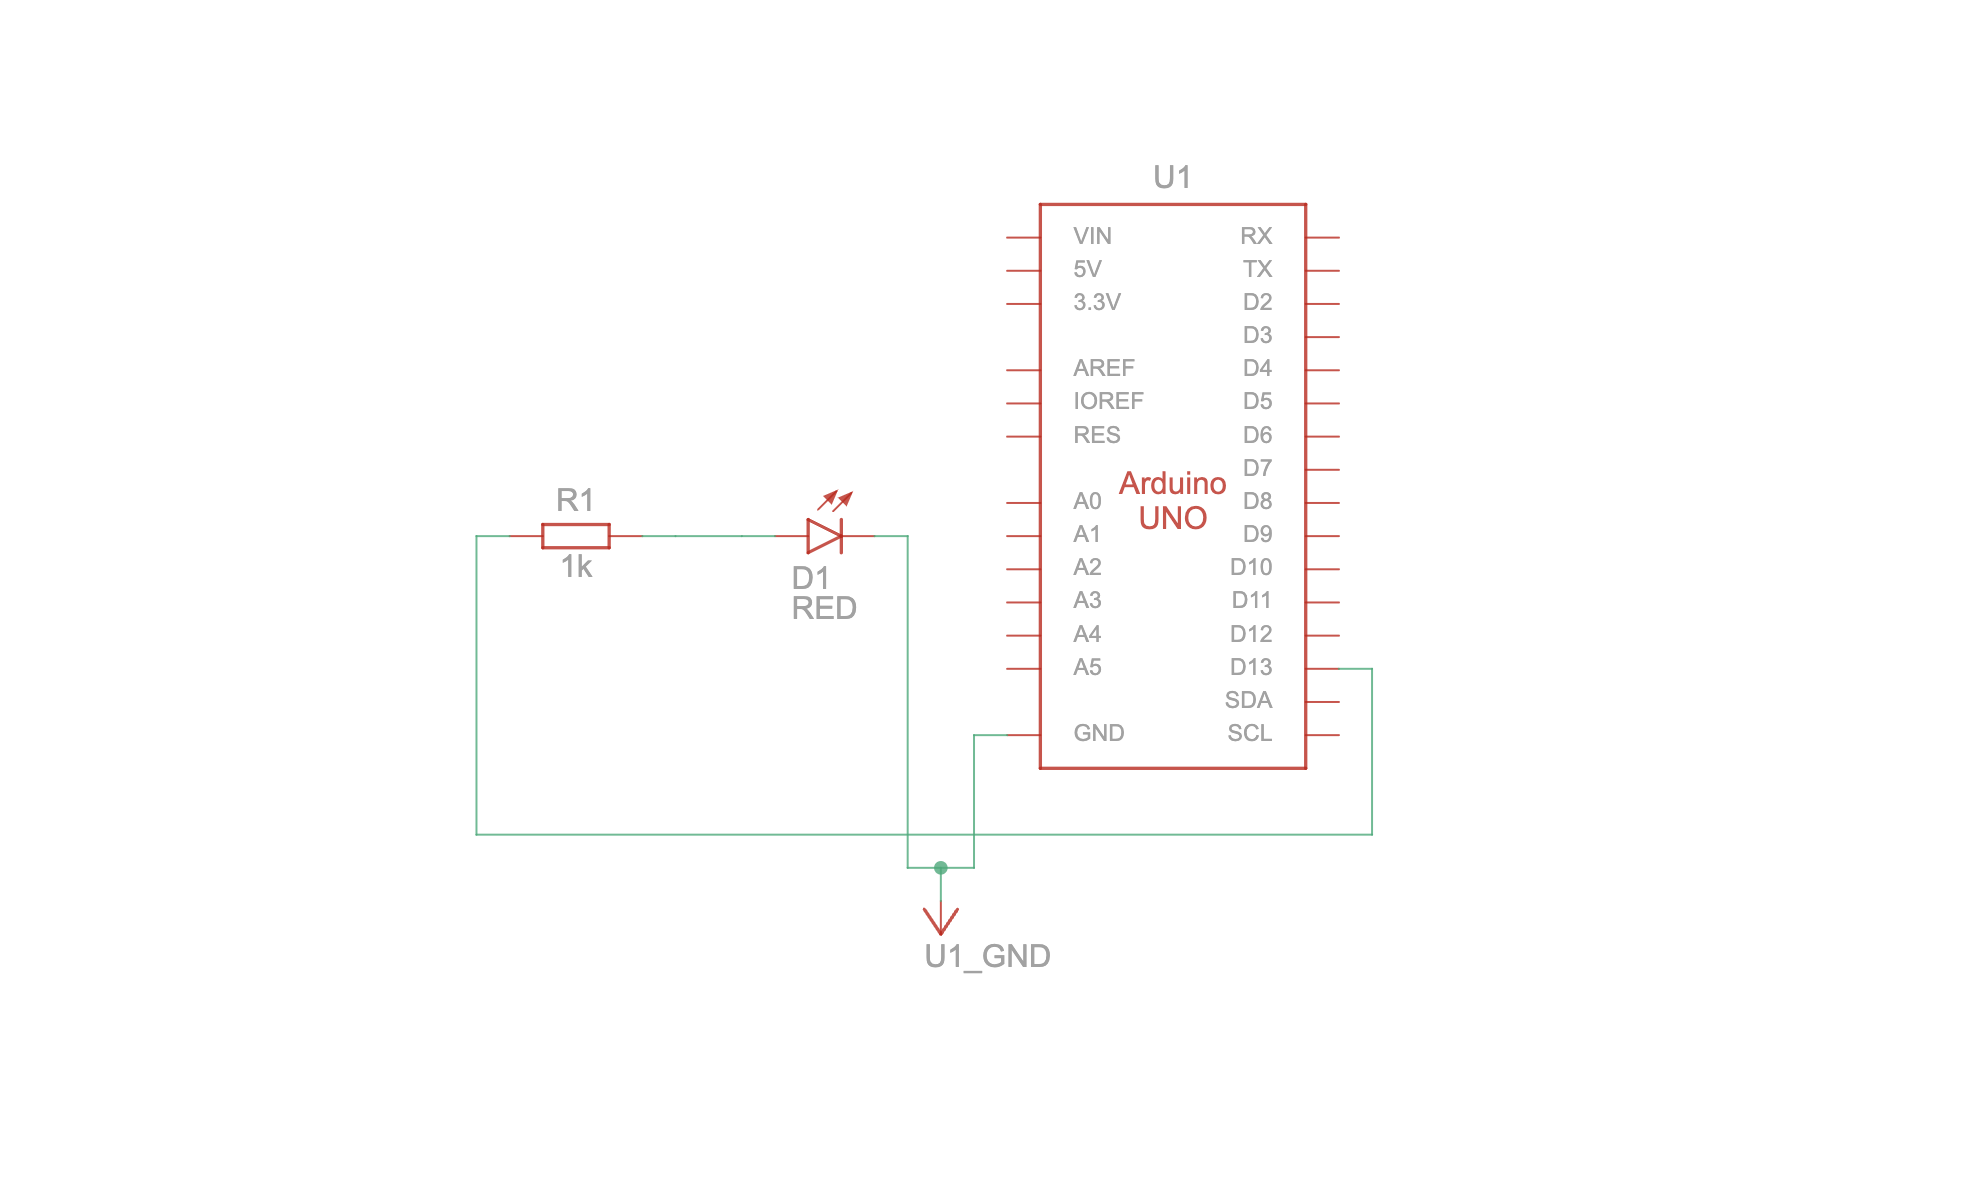 U1
VIN
5V
3.3V
AREF
IOREF
RES
A0
A1
A2
A3
A4
A5
GND
Arduino
UNO
RX
TX
D2
D3
D4
D5
D6
D7
D8
D9
D10
D11
D12
D13
SDA
SCL
R1
1k
D1
RED
U1_GND